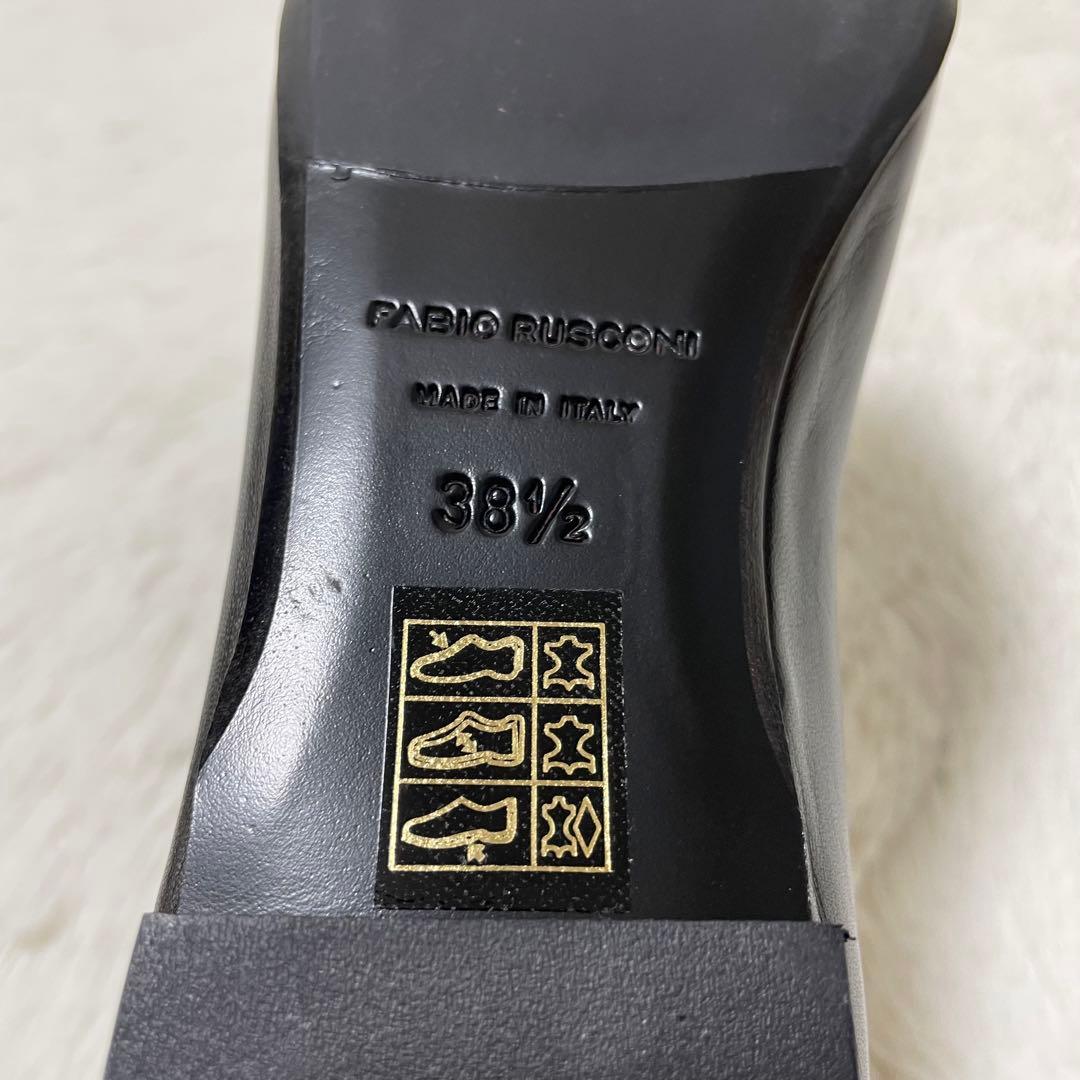 FABIO RUSCONI
MADE IN ITALY
38½